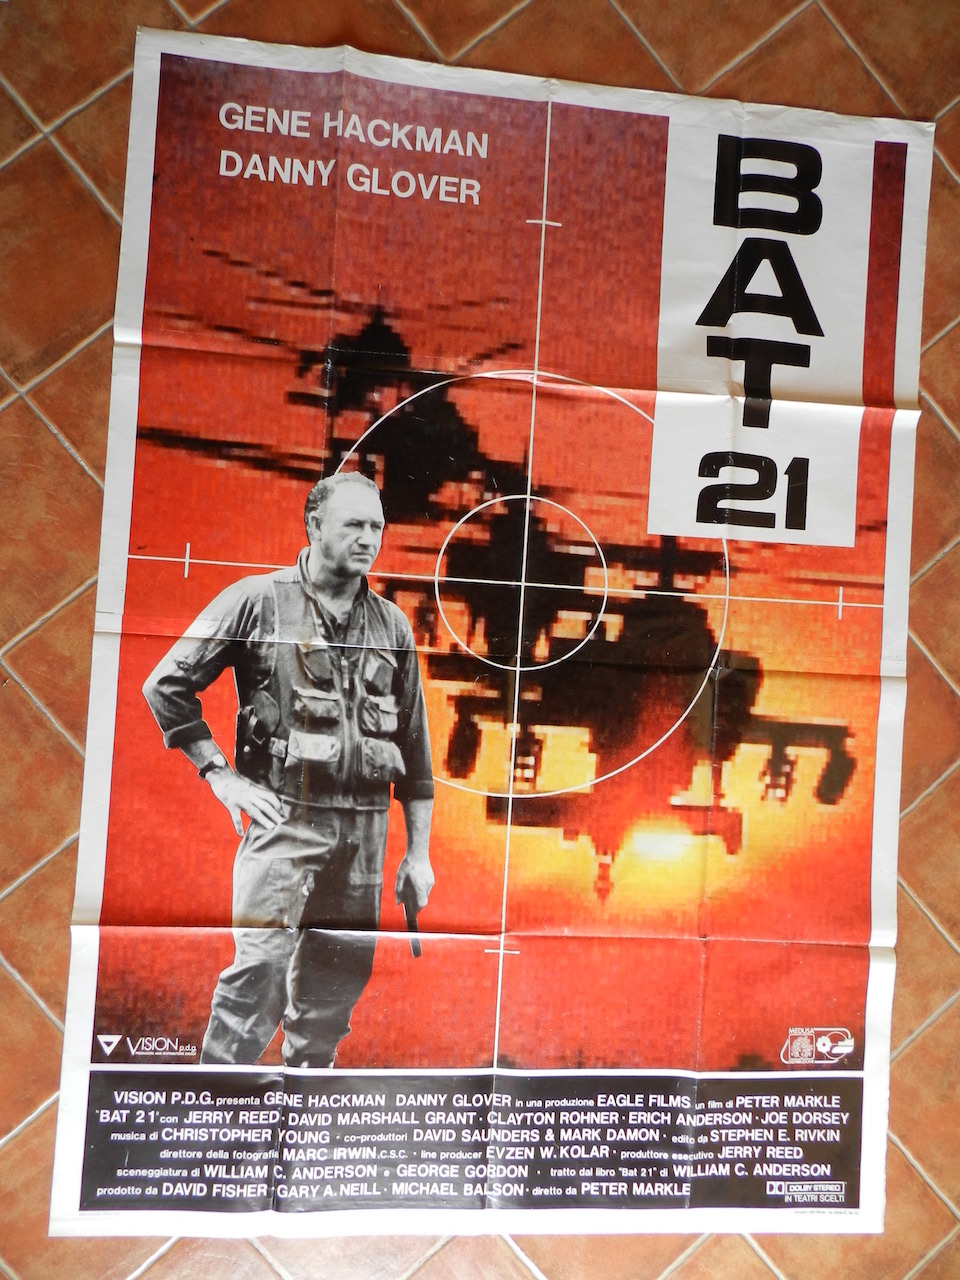 GENE HACKMAN
DANNY GLOVER
BAT
21
VISION p.d.g.
MEDUSA
VISION P.D.G. presenta GENE HACKMAN DANNY GLOVER in una produzione EAGLE FILMS un film di PETER MARKLE
"BAT 21" con JERRY REED · DAVID MARSHALL GRANT · CLAYTON ROHNER · ERICH ANDERSON · JOE DORSEY
musica di CHRISTOPHER YOUNG · co-produttori DAVID SAUNDERS & MARK DAMON · edito da STEPHEN E. RIVKIN
direttore della fotografia MARC IRWIN, C.S.C. · line producer EVZEN W. KOLAR · produttore esecutivo JERRY REED
sceneggiatura di WILLIAM C. ANDERSON e GEORGE GORDON · tratto dal libro "Bat 21" di WILLIAM C. ANDERSON
prodotto da DAVID FISHER · GARY A. NEILL · MICHAEL BALSON · diretto da PETER MARKLE
DOLBY STEREO
IN TEATRI SCELTI